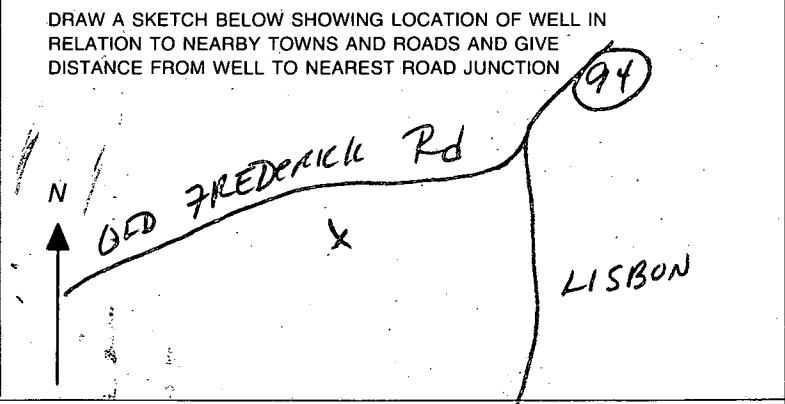 DRAW A SKETCH BELOW SHOWING LOCATION OF WELL IN
RELATION TO NEARBY TOWNS AND ROADS AND GIVE
DISTANCE FROM WELL TO NEAREST ROAD JUNCTION
94
OLD FREDERICK Rd
N
X
LISBON